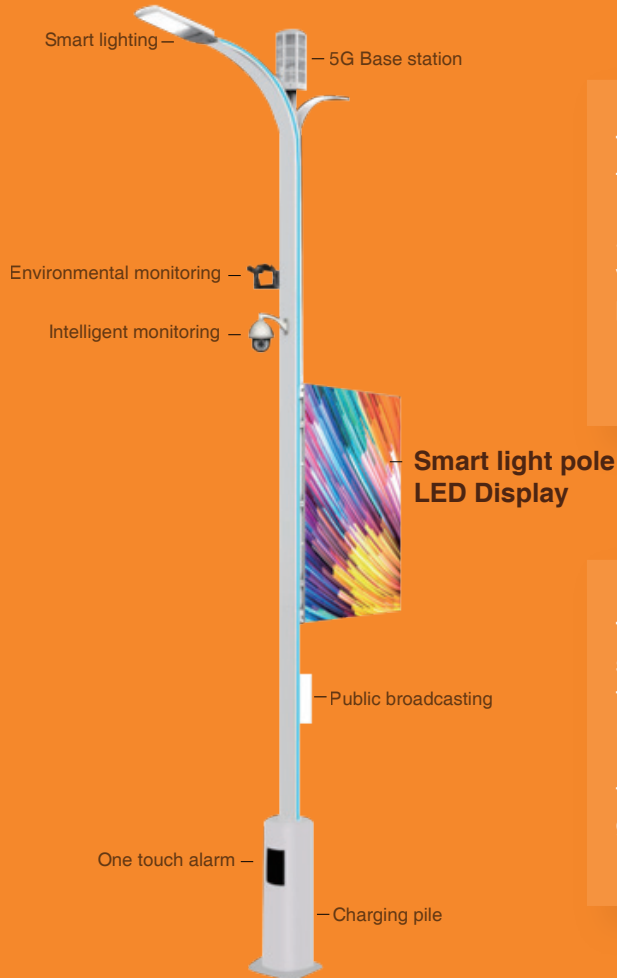 Smart lighting
5G Base station
Environmental monitoring
Intelligent monitoring
Smart light pole
LED Display
Public broadcasting
One touch alarm
Charging pile